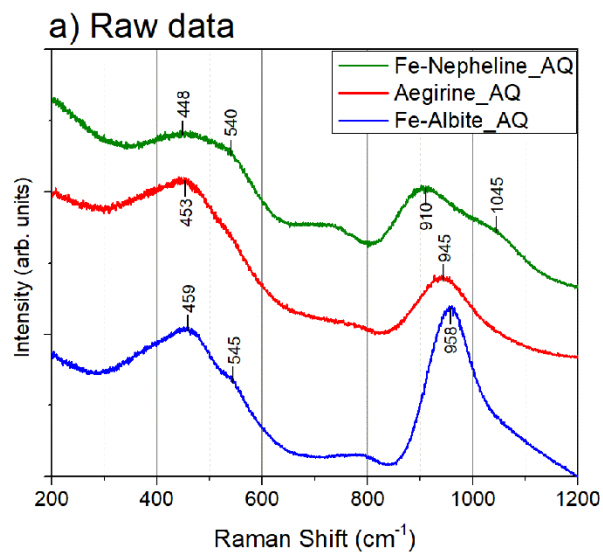 a) Raw data
Fe-Nepheline_AQ
Aegirine_AQ
Fe-Albite_AQ
448
540
910
1045
453
945
459
545
958
Intensity (arb. units)
200 400 600 800 1000 1200
Raman Shift (cm⁻¹)